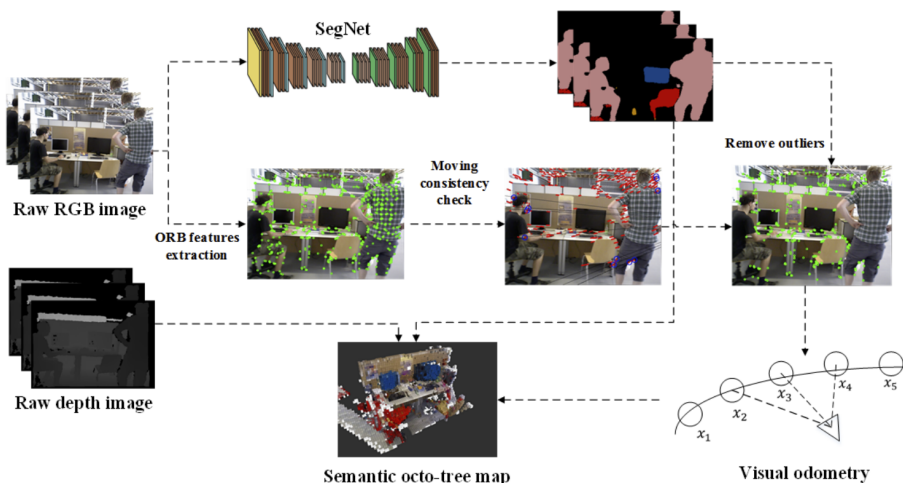 SegNet
Raw RGB image
ORB features
extraction
Moving
consistency
check
Remove outliers
Raw depth image
Semantic octo-tree map
x₁
x₂
x₃
x₄
x₅
Visual odometry